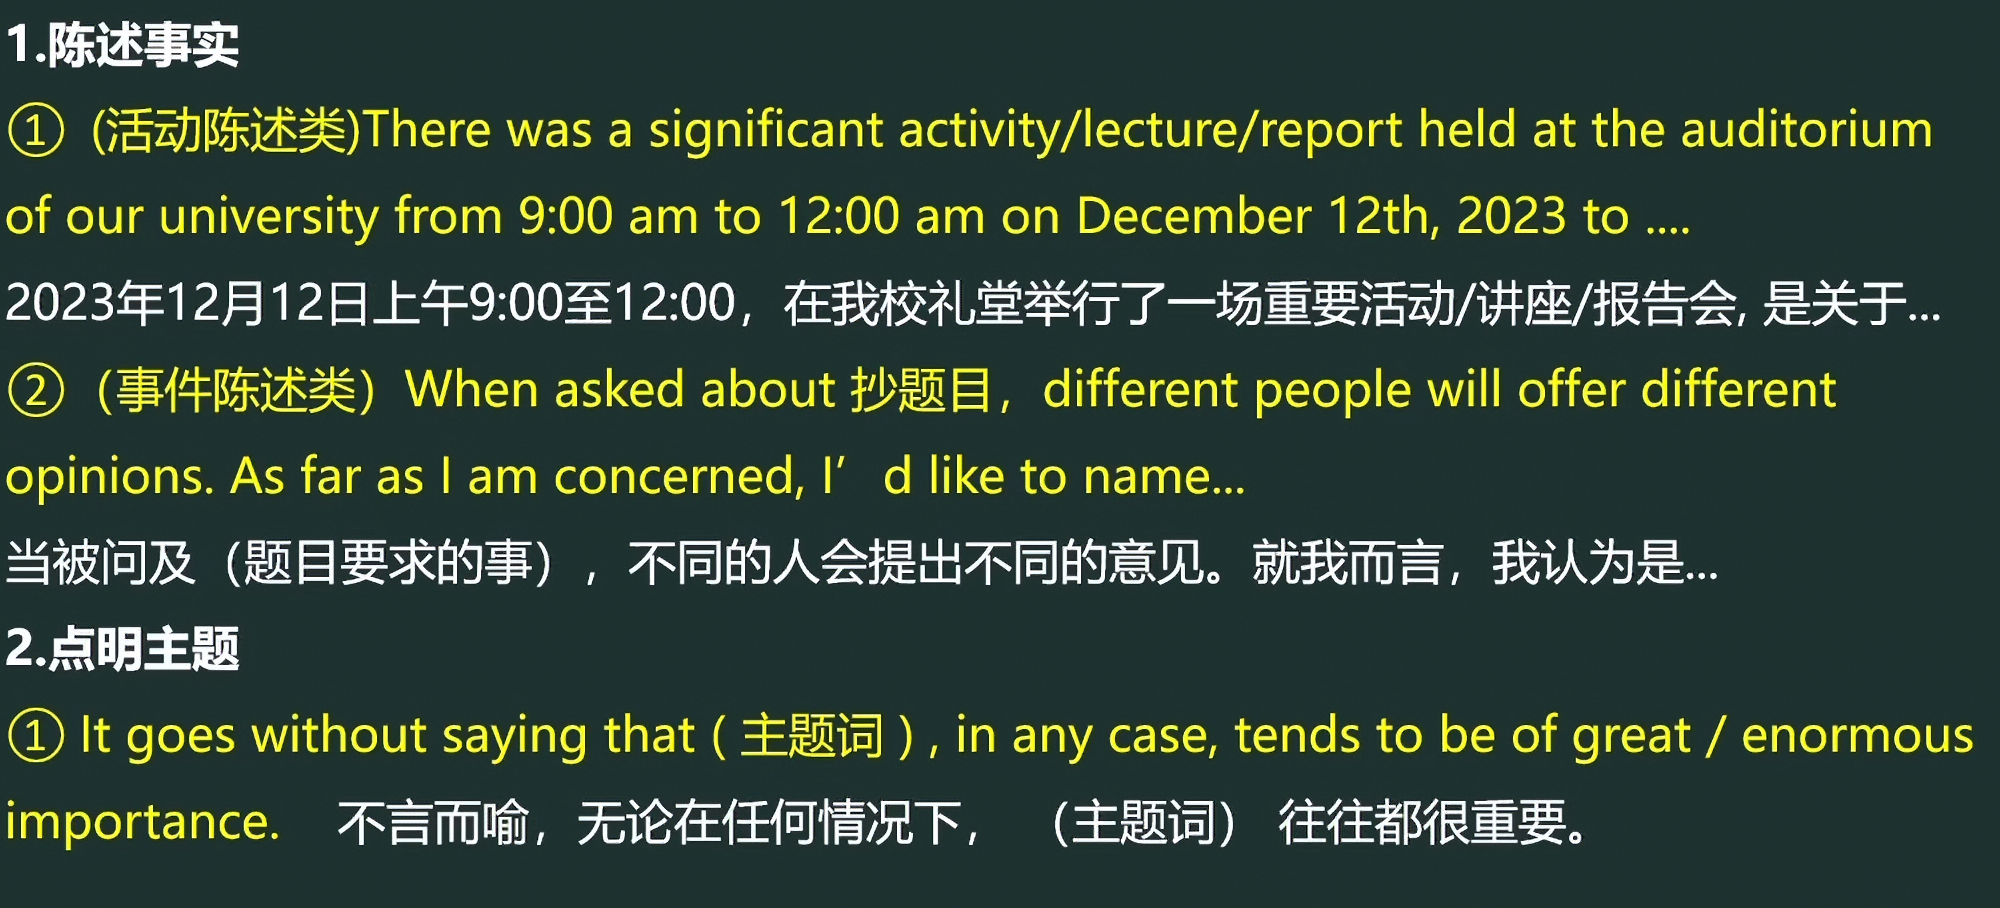 1.陈述事实
① (活动陈述类)There was a significant activity/lecture/report held at the auditorium
of our university from 9:00 am to 12:00 am on December 12th, 2023 to ....
2023年12月12日上午9:00至12:00，在我校礼堂举行了一场重要活动/讲座/报告会, 是关于...
②（事件陈述类）When asked about 抄题目，different people will offer different
opinions. As far as I am concerned, I’d like to name...
当被问及（题目要求的事），不同的人会提出不同的意见。就我而言，我认为是...
2.点明主题
① It goes without saying that ( 主题词 ) , in any case, tends to be of great / enormous
importance. 不言而喻，无论在任何情况下，（主题词） 往往都很重要。